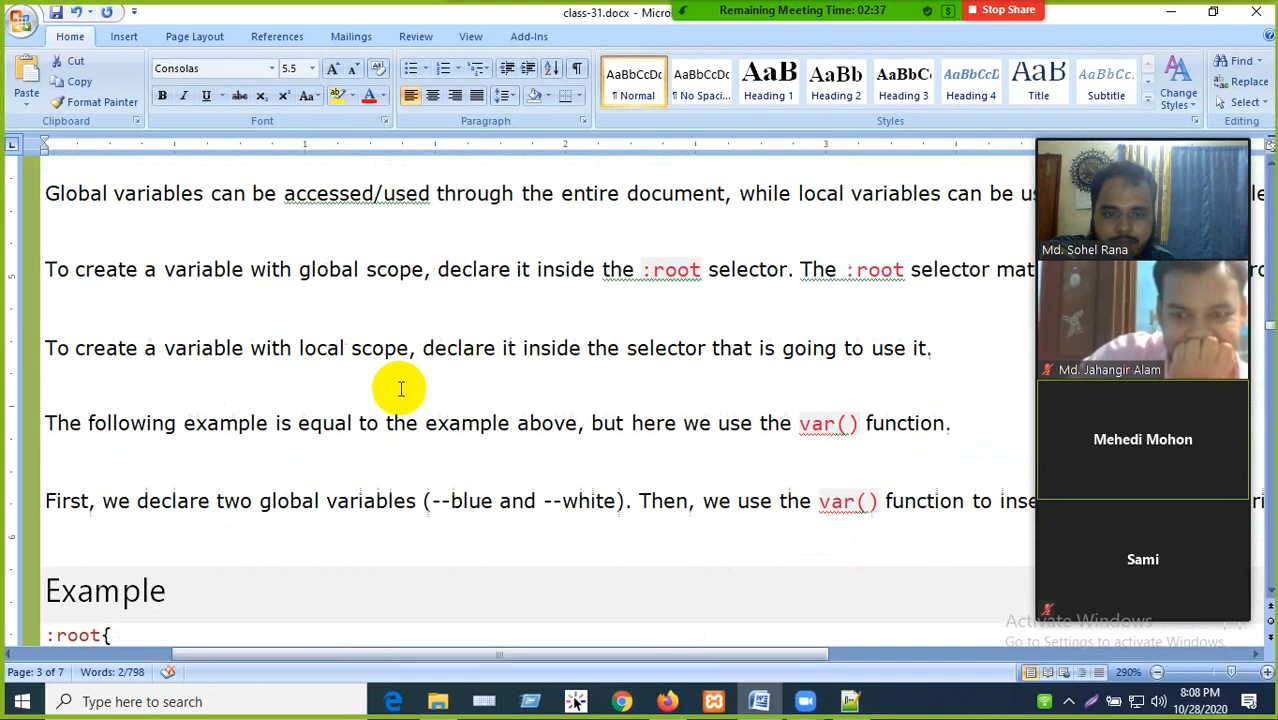 class-31.docx - Micro
Remaining Meeting Time: 02:37
Stop Share
Home Insert Page Layout References Mailings Review View Add-Ins
Paste
Cut
Copy
Format Painter
Clipboard
Consolas 5.5
Font
Paragraph
AaBbCcDc AaBbCcDc AaB AaBb AaBbCc AaBbCcD AaB AaBbCcD
¶ Normal ¶ No Spaci... Heading 1 Heading 2 Heading 3 Heading 4 Title Subtitle
Change Styles
Styles
Find
Replace
Select
Editing
Global variables can be accessed/used through the entire document, while local variables can be us
To create a variable with global scope, declare it inside the :root selector. The :root selector mat
To create a variable with local scope, declare it inside the selector that is going to use it.
The following example is equal to the example above, but here we use the var() function.
First, we declare two global variables (--blue and --white). Then, we use the var() function to inse
Example
:root{
Md. Sohel Rana
Md. Jahangir Alam
Mehedi Mohon
Sami
Activate Windows
Go to Settings to activate Windows.
Page: 3 of 7 Words: 2/798 290%
Type here to search
8:08 PM
10/28/2020